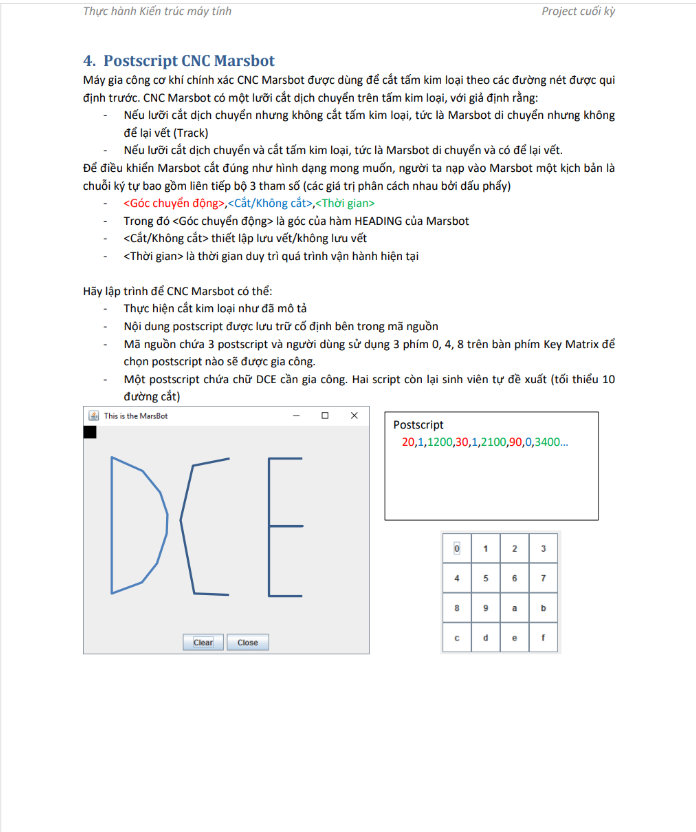 Thực hành Kiến trúc máy tính Project cuối kỳ
4. Postscript CNC Marsbot
Máy gia công cơ khí chính xác CNC Marsbot được dùng để cắt tấm kim loại theo các đường nét được qui
định trước. CNC Marsbot có một lưỡi cắt dịch chuyển trên tấm kim loại, với giả định rằng:
- Nếu lưỡi cắt dịch chuyển nhưng không cắt tấm kim loại, tức là Marsbot di chuyển nhưng không
để lại vết (Track)
- Nếu lưỡi cắt dịch chuyển và cắt tấm kim loại, tức là Marsbot di chuyển và có để lại vết.
Để điều khiển Marsbot cắt đúng như hình dạng mong muốn, người ta nạp vào Marsbot một kịch bản là
chuỗi ký tự bao gồm liên tiếp bộ 3 tham số (các giá trị phân cách nhau bởi dấu phẩy)
- <Góc chuyển động>,<Cắt/Không cắt>,<Thời gian>
- Trong đó <Góc chuyển động> là góc của hàm HEADING của Marsbot
- <Cắt/Không cắt> thiết lập lưu vết/không lưu vết
- <Thời gian> là thời gian duy trì quá trình vận hành hiện tại
Hãy lập trình để CNC Marsbot có thể:
- Thực hiện cắt kim loại như đã mô tả
- Nội dung postscript được lưu trữ cố định bên trong mã nguồn
- Mã nguồn chứa 3 postscript và người dùng sử dụng 3 phím 0, 4, 8 trên bàn phím Key Matrix để
chọn postscript nào sẽ được gia công.
- Một postscript chứa chữ DCE cần gia công. Hai script còn lại sinh viên tự đề xuất (tối thiểu 10
đường cắt)
This is the MarsBot
DCE
Clear Close
Postscript
20,1,1200,30,1,2100,90,0,3400...
0 1 2 3
4 5 6 7
8 9 a b
c d e f